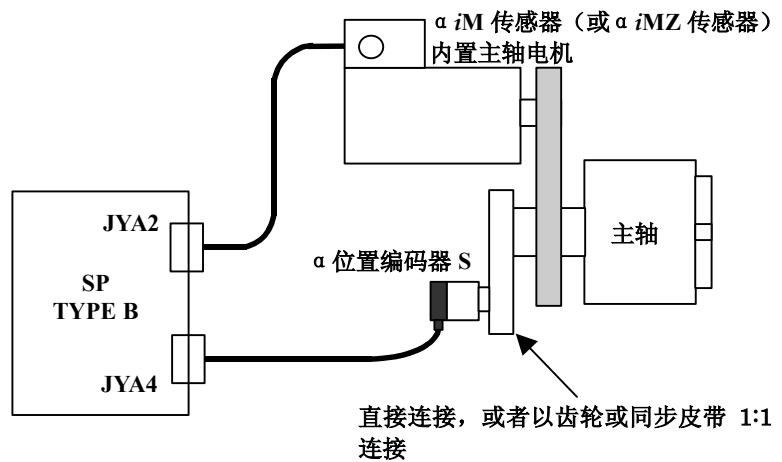 α iM 传感器（或α iMZ 传感器）
内置主轴电机
JYA2
主轴
α位置编码器 S
SP
TYPE B
JYA4
直接连接，或者以齿轮或同步皮带 1:1
连接